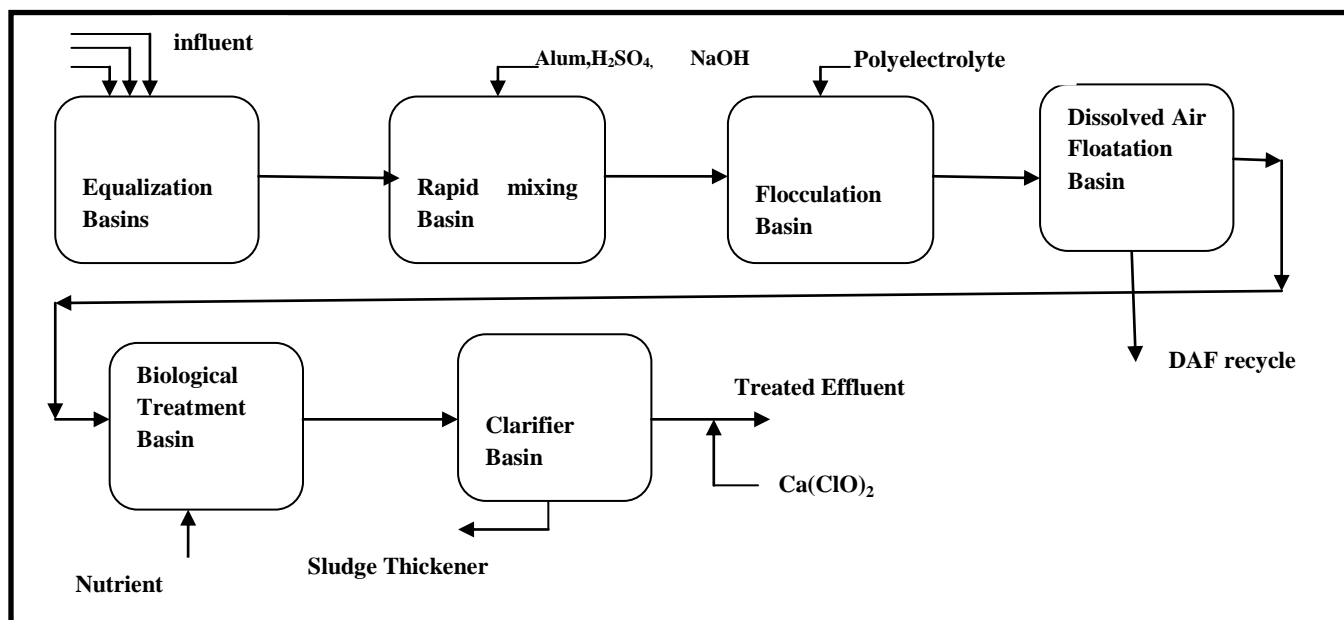 influent
Alum,H₂SO₄, NaOH
Polyelectrolyte
Equalization
Basins
Rapid mixing
Basin
Flocculation
Basin
Dissolved Air
Floatation
Basin
DAF recycle
Biological
Treatment
Basin
Clarifier
Basin
Treated Effluent
Ca(ClO)₂
Sludge Thickener
Nutrient